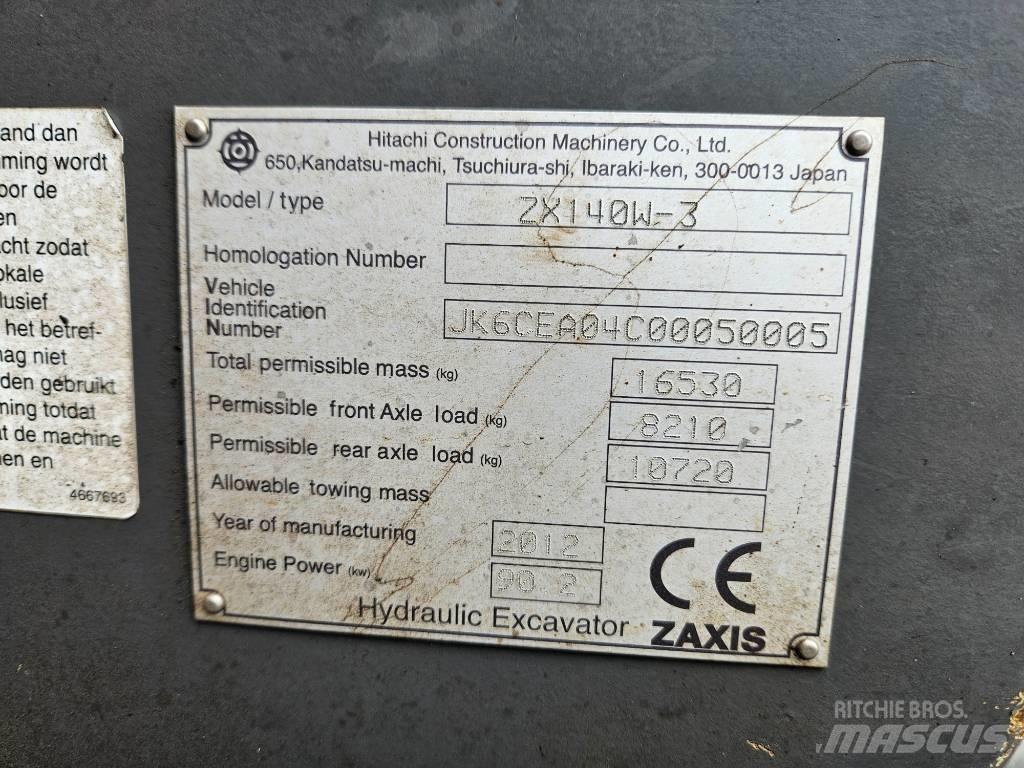 and dan
ming wordt
oor de
en
acht zodat
okale
lusief
het betref-
mag niet
den gebruikt
ming totdat
at de machine
nen en
4667693
Hitachi Construction Machinery Co., Ltd.
650,Kandatsu-machi, Tsuchiura-shi, Ibaraki-ken, 300-0013 Japan
Model / type ZX140W-3
Homologation Number
Vehicle
Identification
Number JK6CEA04C00050005
Total permissible mass (kg) 16530
Permissible front Axle load (kg) 8210
Permissible rear axle load (kg) 10720
Allowable towing mass
Year of manufacturing 2012
Engine Power (kw) 90.2
CE
Hydraulic Excavator ZAXIS
RITCHIE BROS.
MASCUS